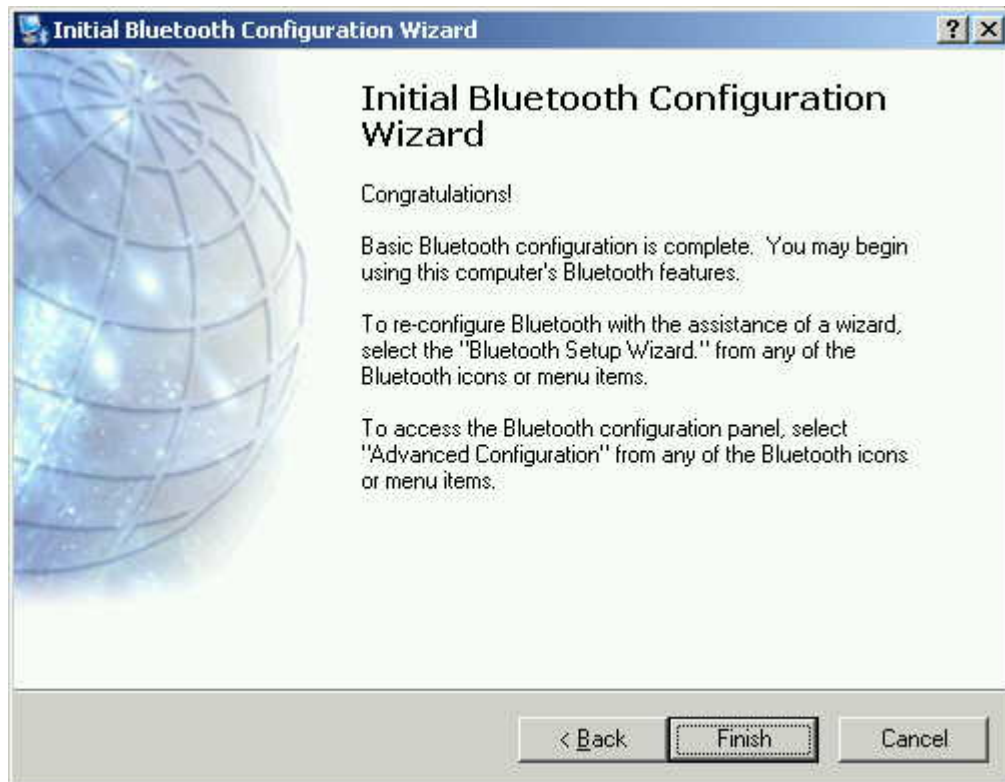 Initial Bluetooth Configuration Wizard
Initial Bluetooth Configuration
Wizard
Congratulations!
Basic Bluetooth configuration is complete.  You may begin
using this computer's Bluetooth features.
To re-configure Bluetooth with the assistance of a wizard,
select the "Bluetooth Setup Wizard." from any of the
Bluetooth icons or menu items.
To access the Bluetooth configuration panel, select
"Advanced Configuration" from any of the Bluetooth icons
or menu items.
< Back Finish Cancel